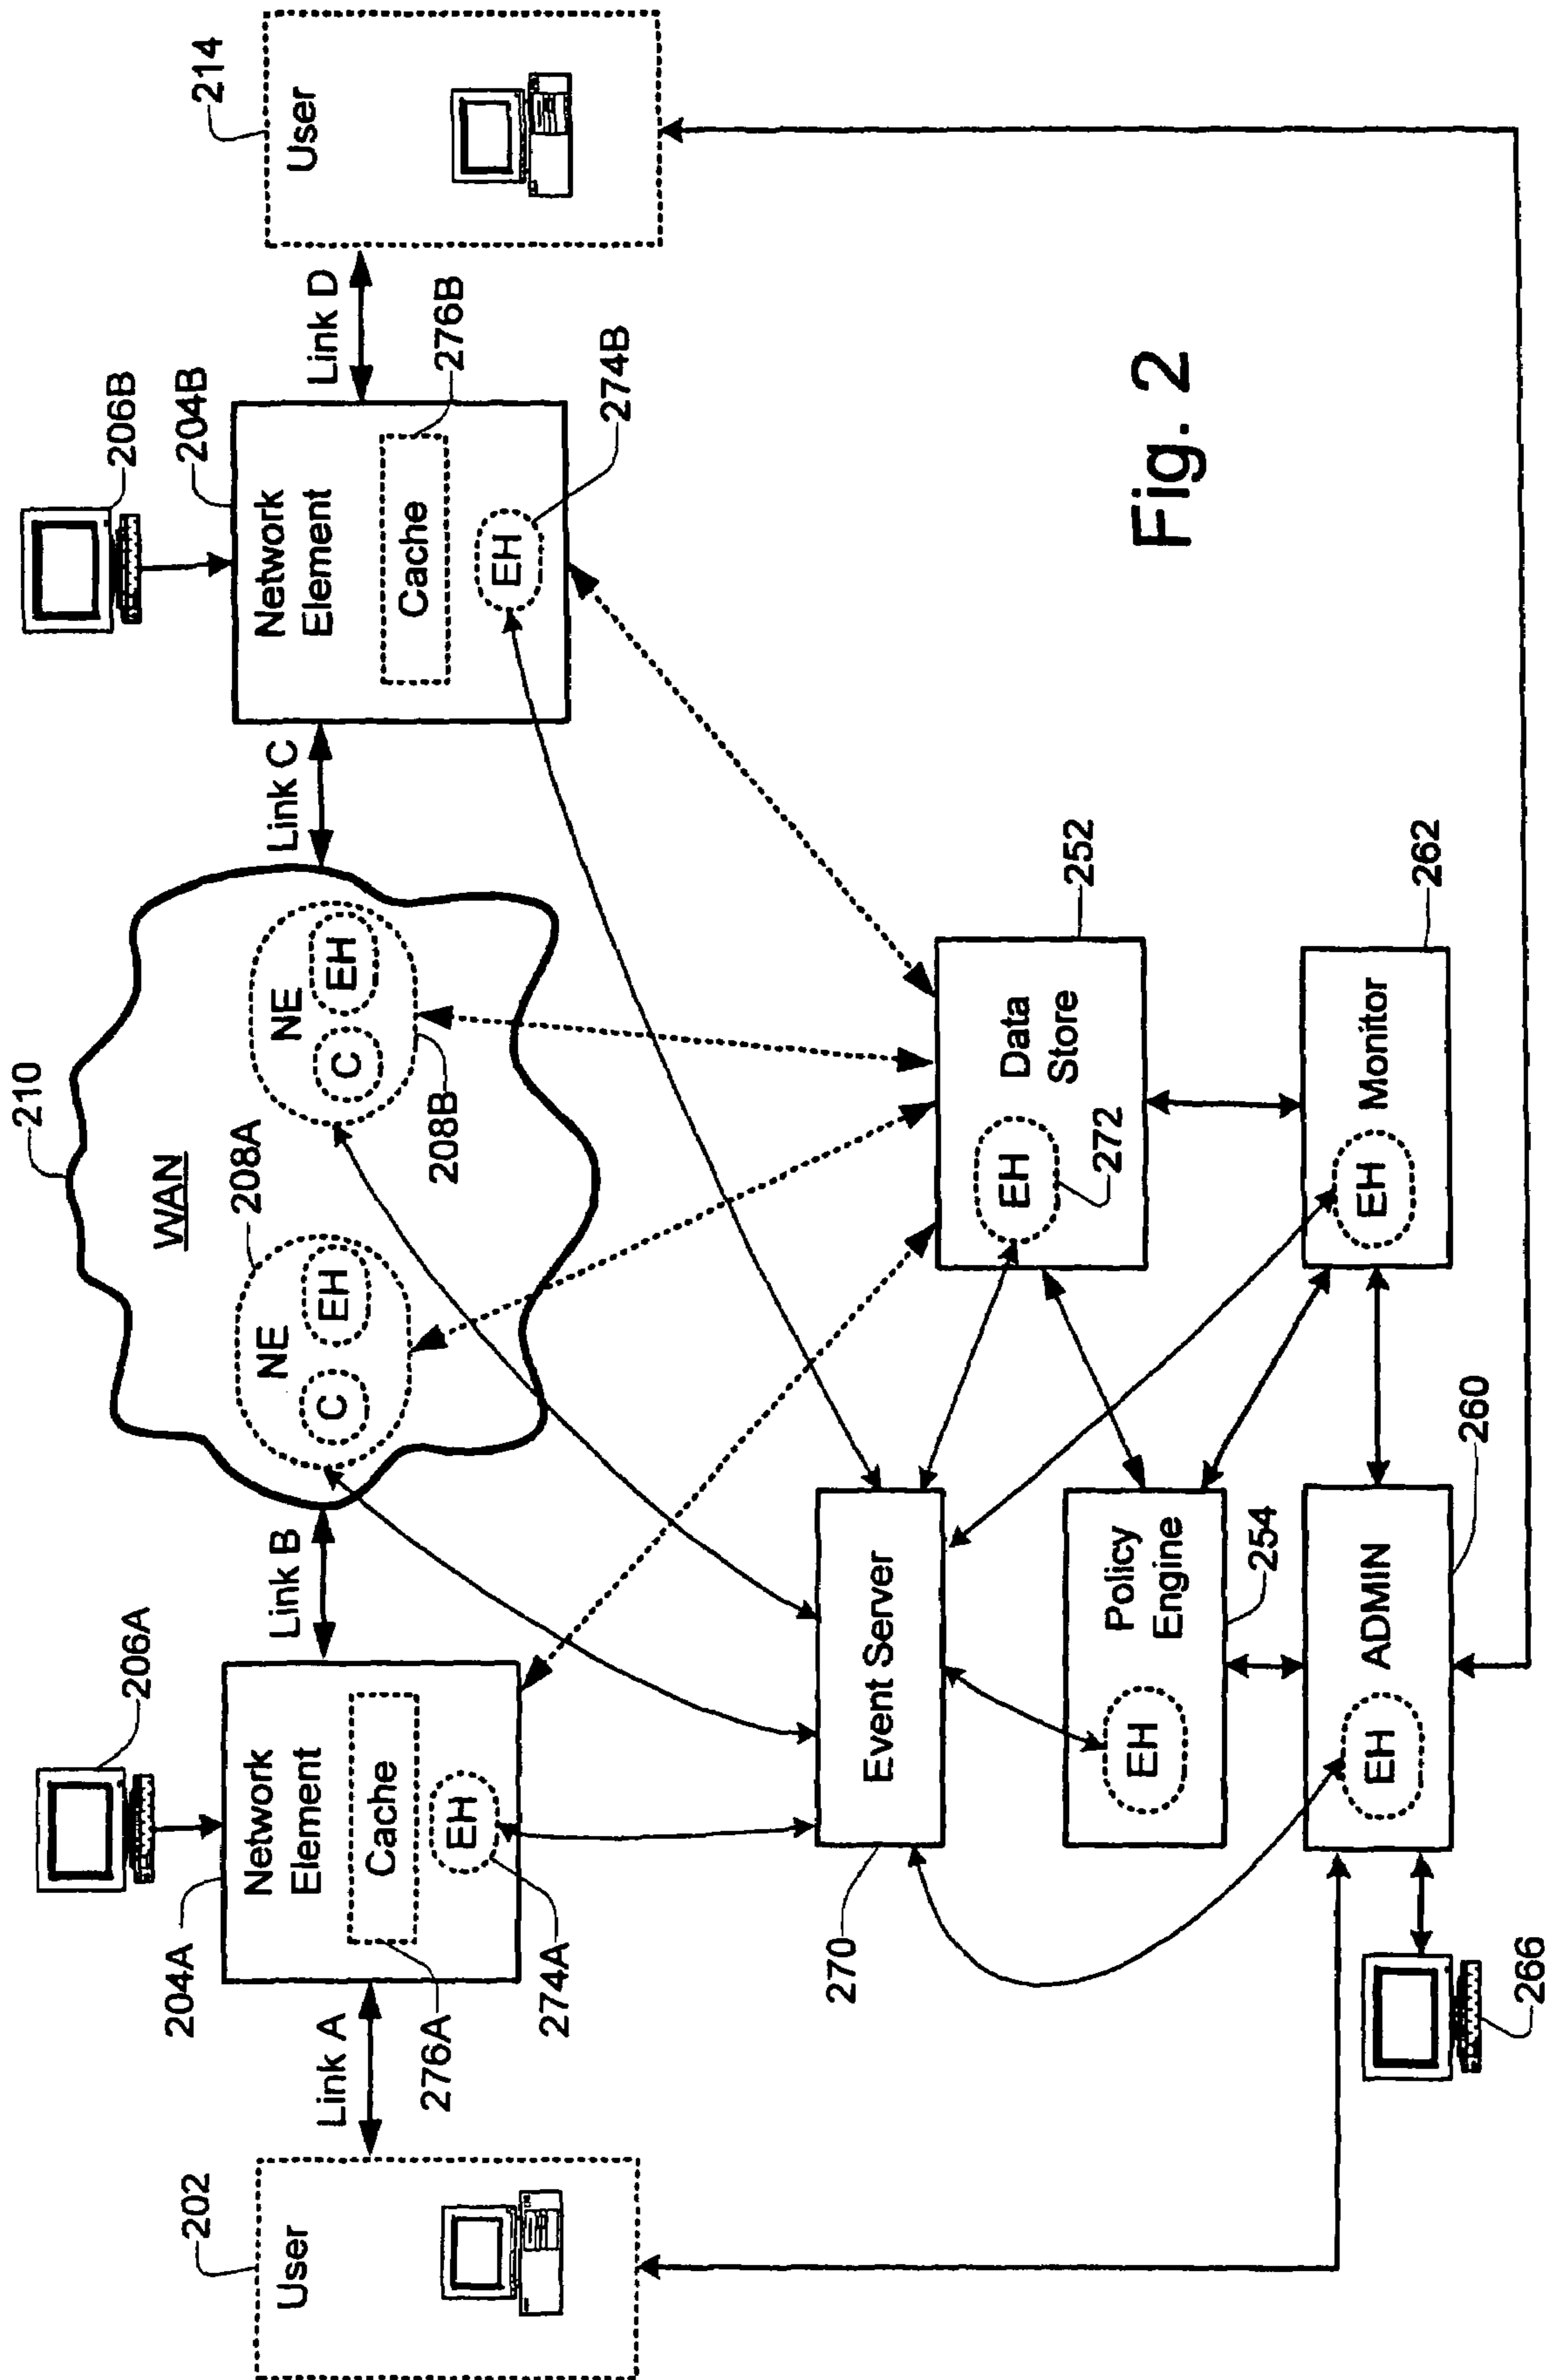 206A
206B
210
202
204A
204B
214
User
Link A
Network
Element
Cache
EH
276A
274A
Link B
WAN
208A
NE
C
EH
NE
C
EH
208B
Link C
Network
Element
Cache
EH
276B
274B
Link D
User
Event Server
270
Data
Store
EH
272
252
Policy
Engine
EH
254
ADMIN
EH
260
Monitor
EH
262
266
Fig. 2